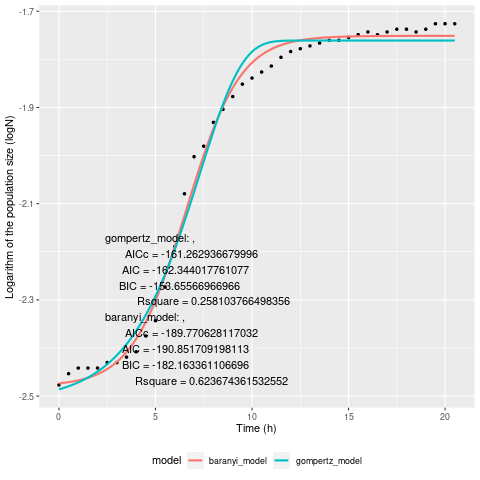 -1.7
-1.9
-2.1
-2.3
-2.5
Logarithm of the population size (logN)
gompertz_model: ,
AICc = -161.262936679996
AIC = -162.344017761077
BIC = -153.65566966966
Rsquare = 0.258103766498356
baranyi_model: ,
AICc = -189.770628117032
AIC = -190.851709198113
BIC = -182.163361106696
Rsquare = 0.623674361532552
0 5 10 15 20
Time (h)
model baranyi_model gompertz_model